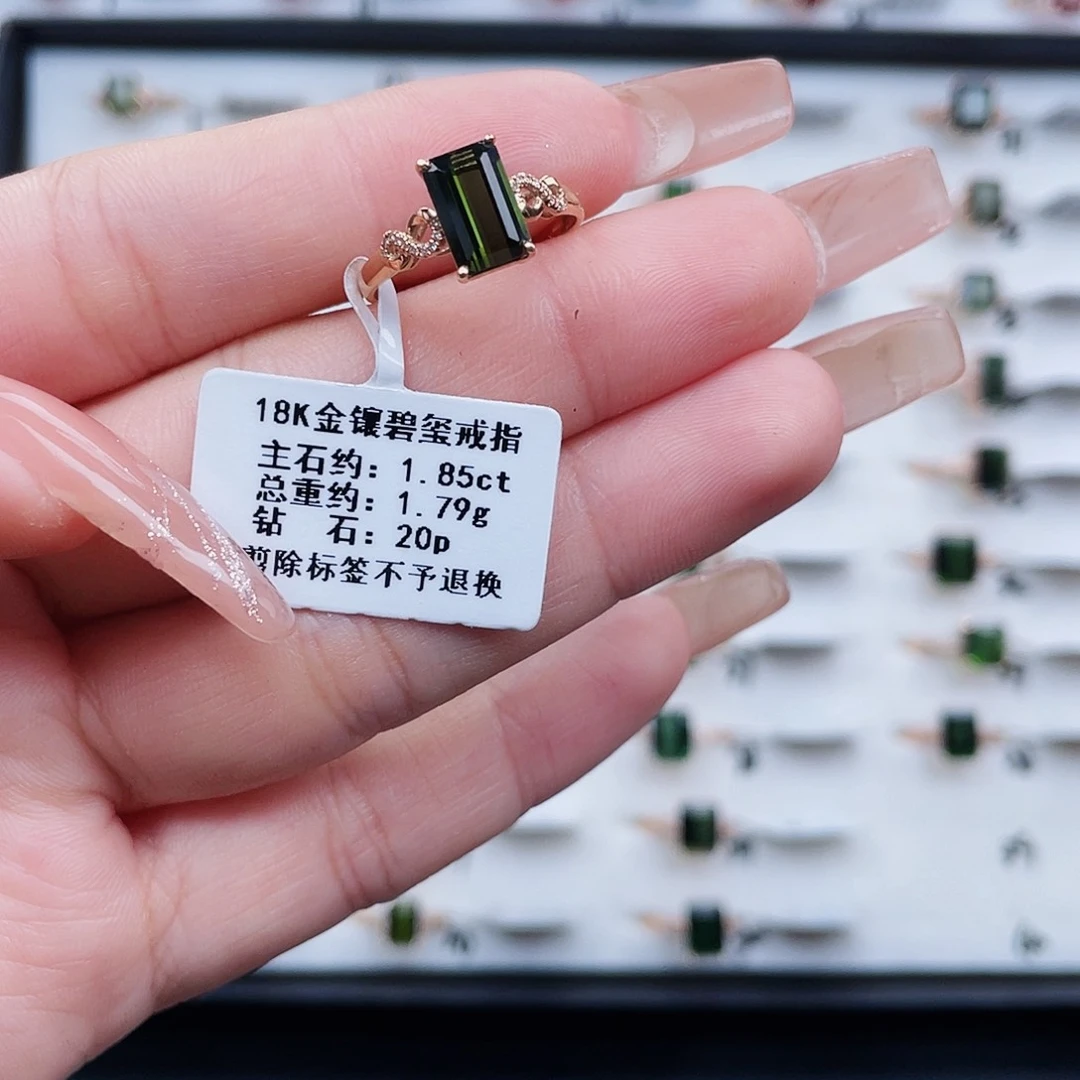 18K金镶碧玺戒指
主石约：1.85ct
总重约：1.79g
钻 石：20p
剪除标签不予退换